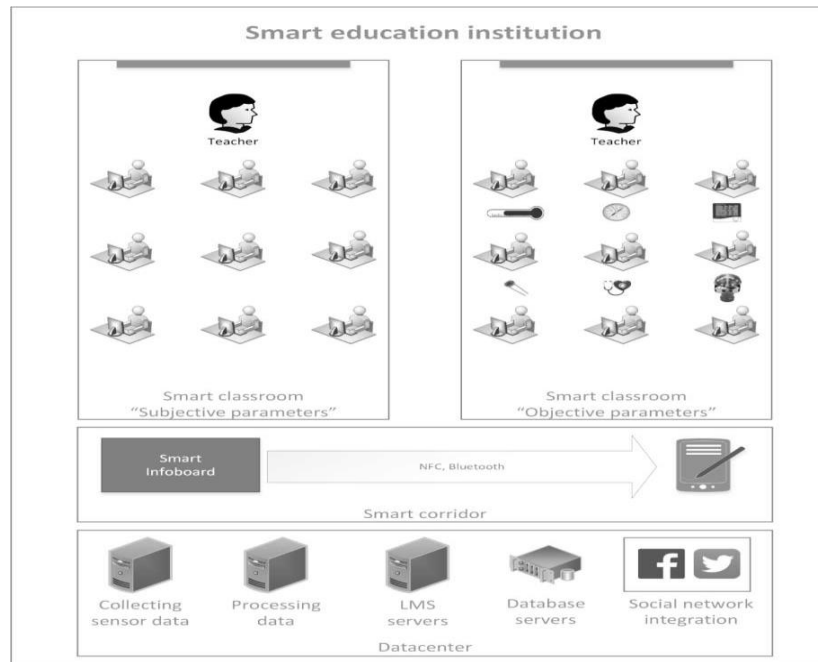 Smart education institution
Teacher
Teacher
Smart classroom
“Subjective parameters”
Smart classroom
“Objective parameters”
Smart
Infoboard
NFC, Bluetooth
Smart corridor
Collecting
sensor data
Processing
data
LMS
servers
Database
servers
Social network
integration
Datacenter